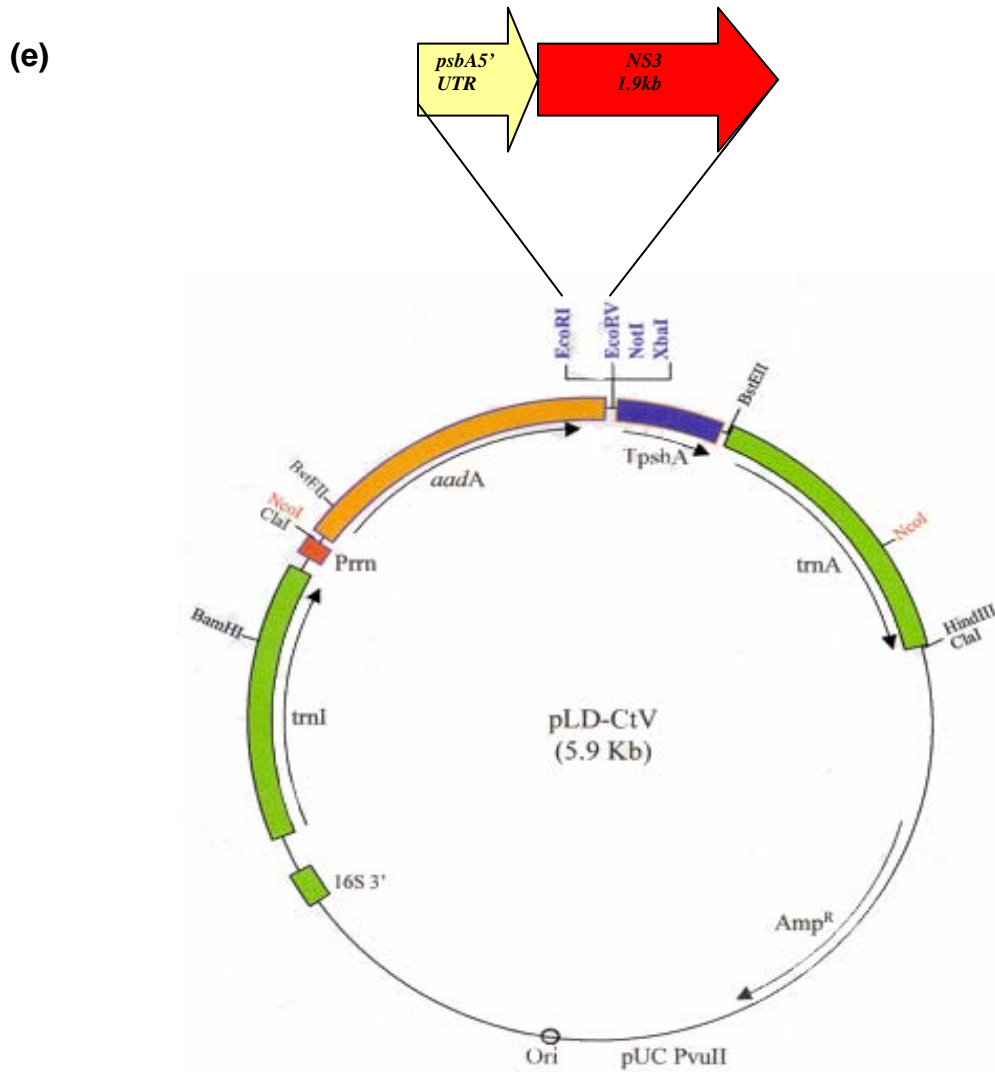 (e)
psbA5’
UTR
NS3
1.9kb
EcoRI
EcoRV
NotI
XbaI
BstEII
TpsbA
aadA
BstEII
NcoI
ClaI
Prrn
NcoI
trnA
BamHI
HindIII
ClaI
trnI
pLD-CtV
(5.9 Kb)
16S 3’
AmpR
Ori
pUC PvuII